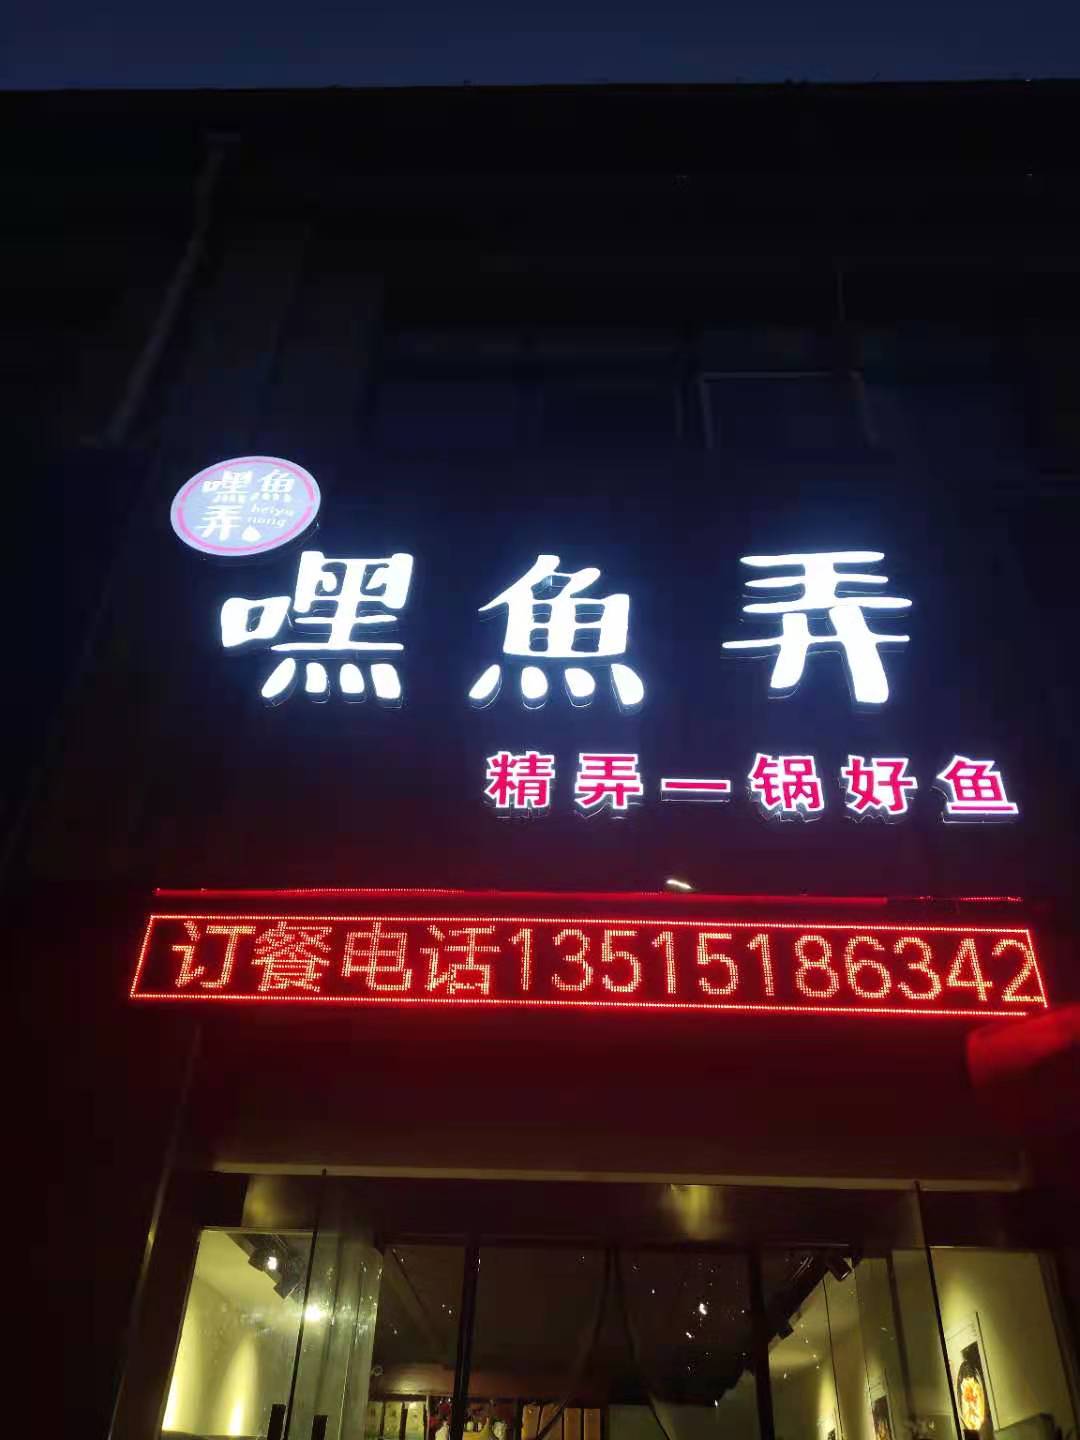 嘿魚
弄 heiyu
nong
嘿魚弄
精弄一锅好鱼
订餐电话13515186342